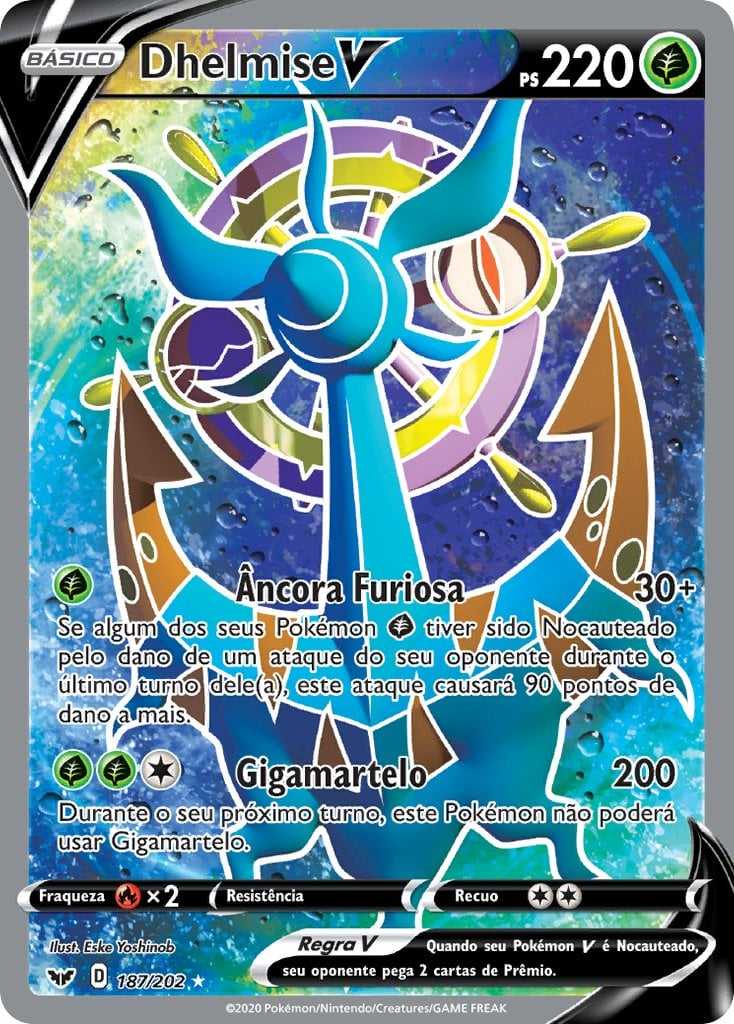 BÁSICO Dhelmise V PS 220
Âncora Furiosa 30+
Se algum dos seus Pokémon tiver sido Nocauteado
pelo dano de um ataque do seu oponente durante o
último turno dele(a), este ataque causará 90 pontos de
dano a mais.
Gigamartelo 200
Durante o seu próximo turno, este Pokémon não poderá
usar Gigamartelo.
Fraqueza ×2 Resistência Recuo
Ilust. Eske Yoshinob
Regra V Quando seu Pokémon V é Nocauteado,
seu oponente pega 2 cartas de Prêmio.
D 187/202
©2020 Pokémon/Nintendo/Creatures/GAME FREAK